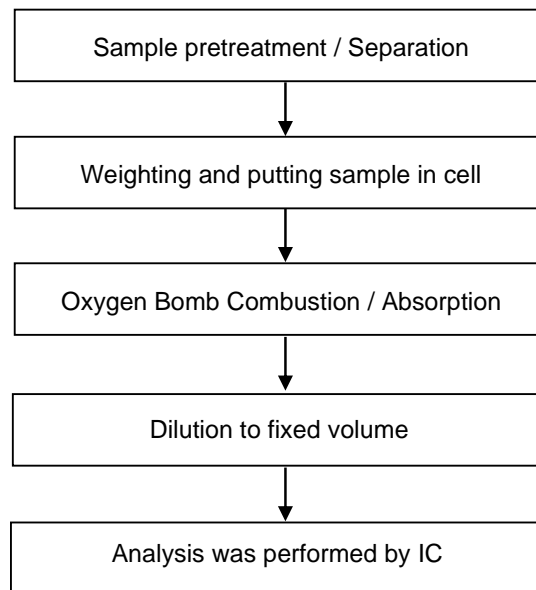 Sample pretreatment / Separation
Weighting and putting sample in cell
Oxygen Bomb Combustion / Absorption
Dilution to fixed volume
Analysis was performed by IC